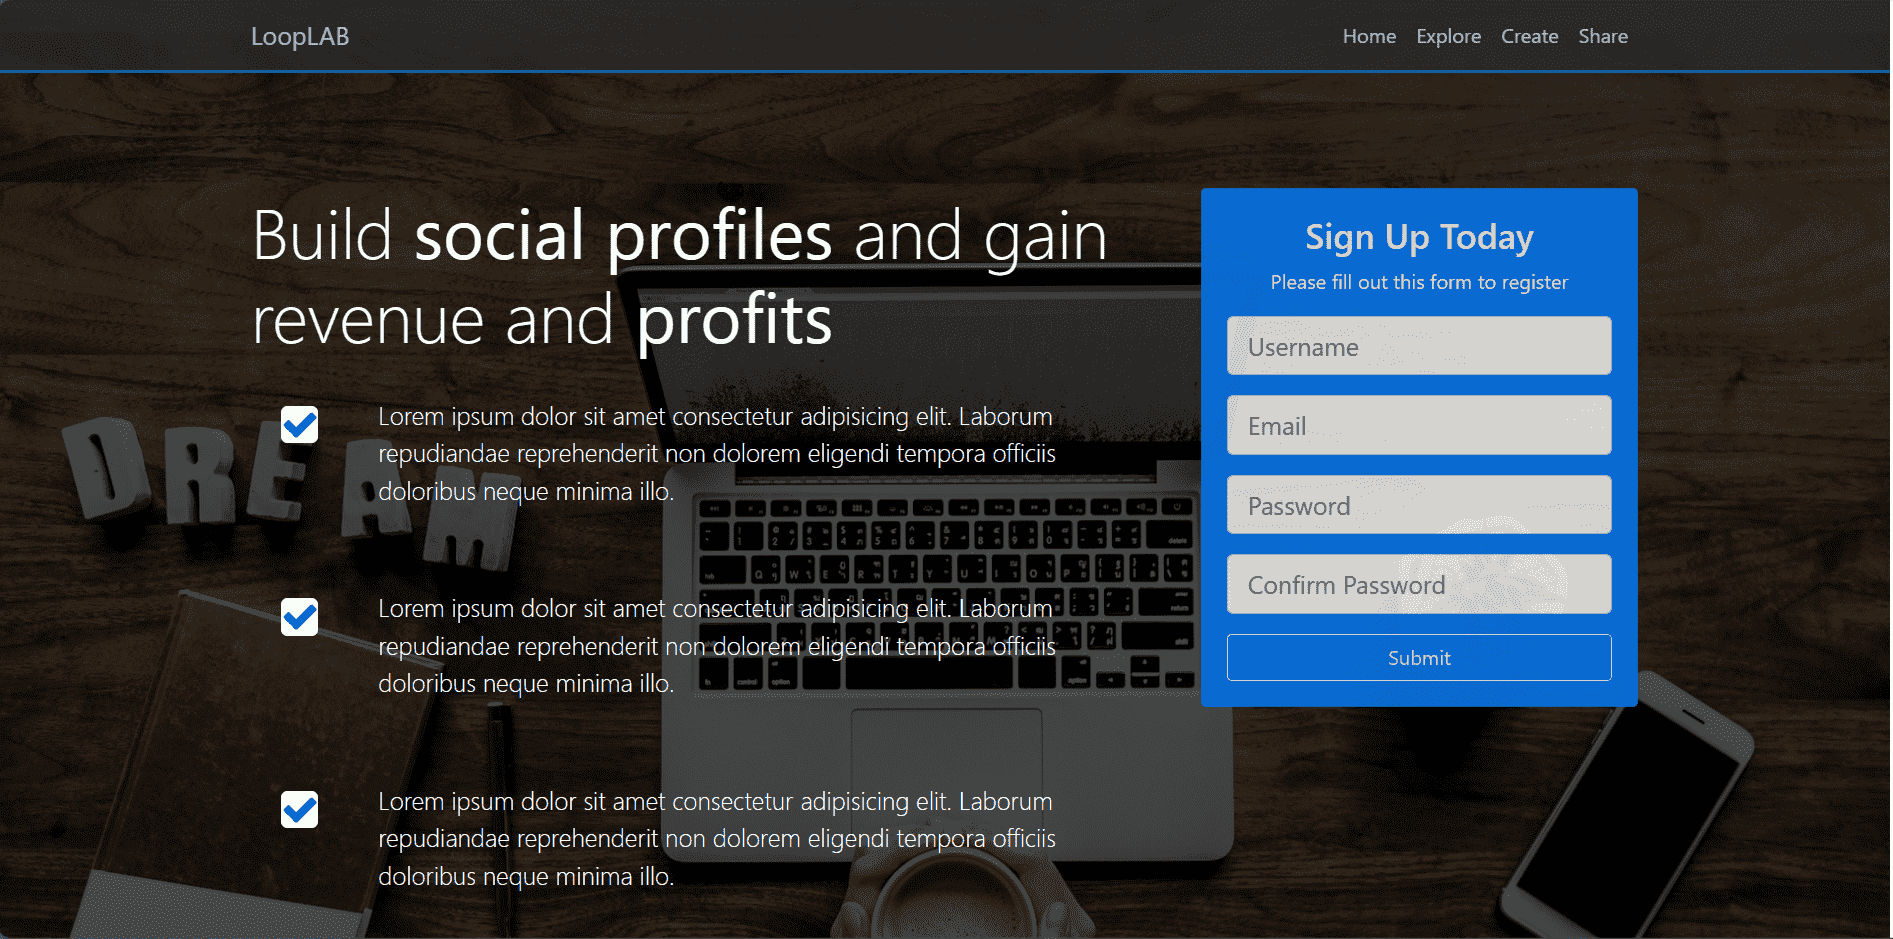 LoopLAB
Home Explore Create Share
Build social profiles and gain
revenue and profits
Lorem ipsum dolor sit amet consectetur adipisicing elit. Laborum
repudiandae reprehenderit non dolorem eligendi tempora officiis
doloribus neque minima illo.
Lorem ipsum dolor sit amet consectetur adipisicing elit. Laborum
repudiandae reprehenderit non dolorem eligendi tempora officiis
doloribus neque minima illo.
Lorem ipsum dolor sit amet consectetur adipisicing elit. Laborum
repudiandae reprehenderit non dolorem eligendi tempora officiis
doloribus neque minima illo.
Sign Up Today
Please fill out this form to register
Username
Email
Password
Confirm Password
Submit
DREAM